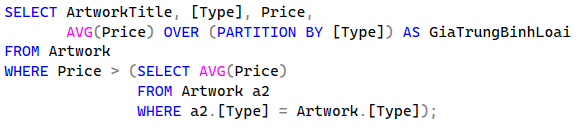 SELECT ArtworkTitle, [Type], Price,
       AVG(Price) OVER (PARTITION BY [Type]) AS GiaTrungBinhLoai
FROM Artwork
WHERE Price > (SELECT AVG(Price)
               FROM Artwork a2
               WHERE a2.[Type] = Artwork.[Type]);